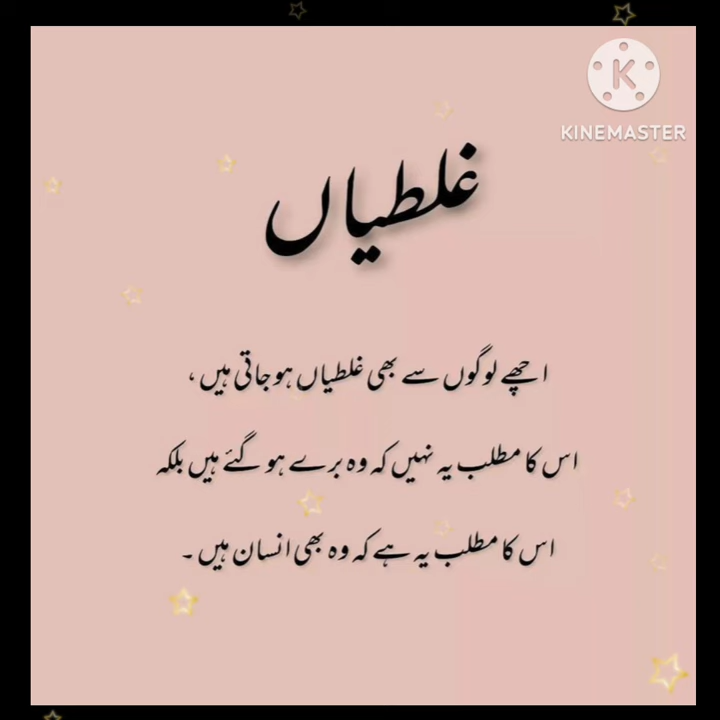 KINEMASTER
غلطیاں
اچھے لوگوں سے بھی غلطیاں ہو جاتی ہیں ،
اس کا مطلب یہ نہیں کہ وہ برے ہو گئے ہیں بلکہ
اس کا مطلب یہ ہے کہ وہ بھی انسان ہیں ۔